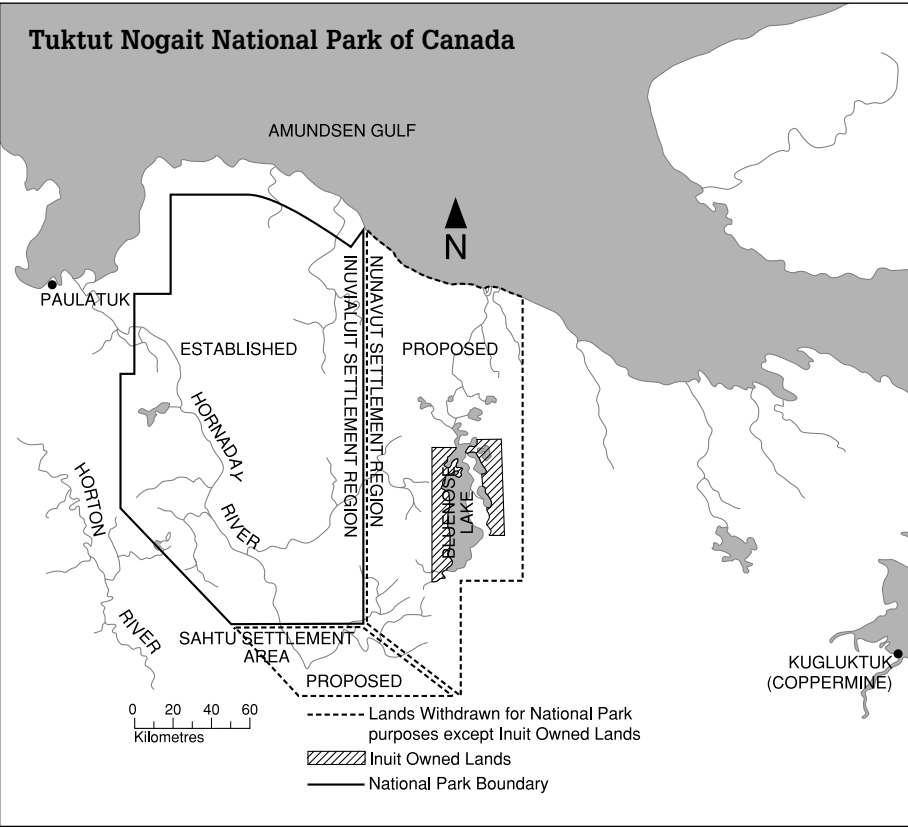 Tuktut Nogait National Park of Canada
AMUNDSEN GULF
N
PAULATUK
ESTABLISHED
INUVIALUIT SETTLEMENT REGION
NUNAVUT SETTLEMENT REGION
PROPOSED
HORNADAY
RIVER
HORTON
RIVER
BLUENOSE
LAKE
SAHTU SETTLEMENT
AREA
PROPOSED
KUGLUKTUK
(COPPERMINE)
0 20 40 60
Kilometres
Lands Withdrawn for National Park
purposes except Inuit Owned Lands
Inuit Owned Lands
National Park Boundary